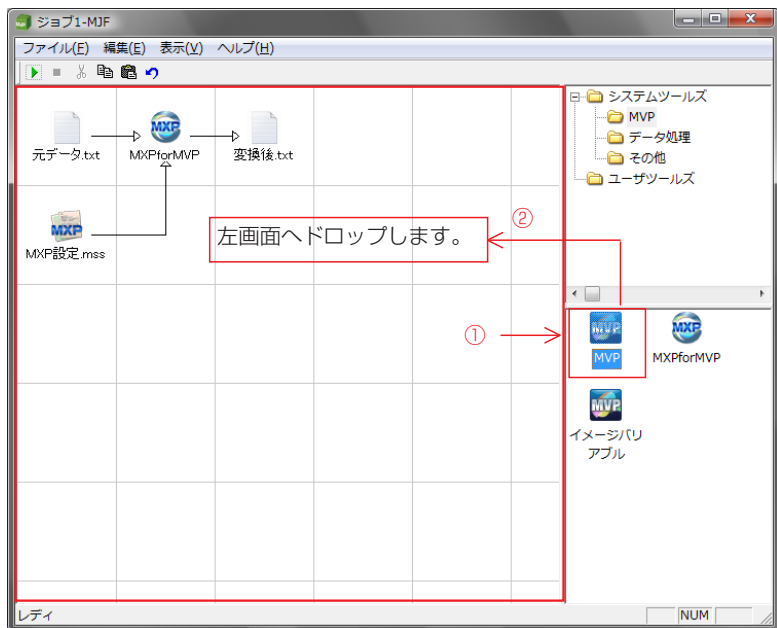 ジョブ1-MJF
ファイル(F) 編集(E) 表示(V) ヘルプ(H)
元データ.txt
MXP
MXPforMVP
変換後.txt
MXP
MXP設定.mss
左画面へドロップします。
②
①
システムツールズ
MVP
データ処理
その他
ユーザツールズ
MVP
MVP
MXP
MXPforMVP
MVP
イメージバリ
アブル
レディ
NUM